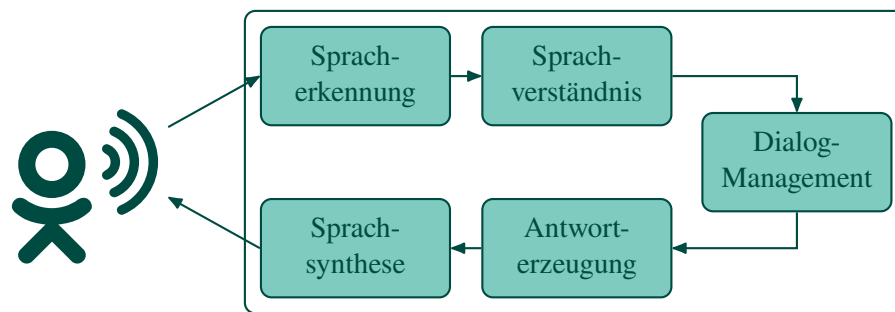 Sprach-
erkennung
Sprach-
verständnis
Dialog-
Management
Antwort-
erzeugung
Sprach-
synthese